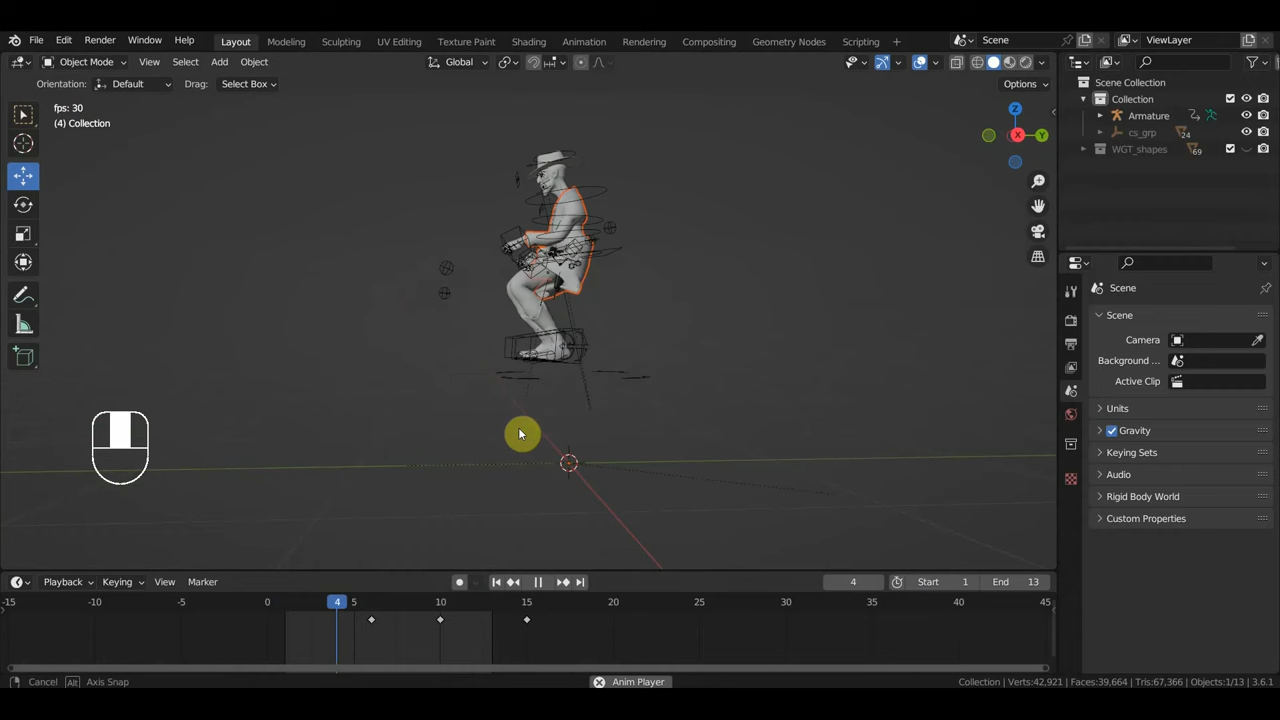 File Edit Render Window Help Layout Modeling Sculpting UV Editing Texture Paint Shading Animation Rendering Compositing Geometry Nodes Scripting + Scene ViewLayer
Object Mode View Select Add Object Global Options
Orientation: Default Drag: Select Box
fps: 30
(4) Collection
Z
X
Y
Scene Collection
Collection
Armature
cs_grp 24
WGT_shapes 69
Scene
Scene
Camera
Background ...
Active Clip
Units
Gravity
Keying Sets
Audio
Rigid Body World
Custom Properties
Playback Keying View Marker 4 Start 1 End 13
-15 -10 -5 0 4 5 10 15 20 25 30 35 40 45
Cancel Alt Axis Snap Anim Player Collection | Verts:42,921 | Faces:39,664 | Tris:67,366 | Objects:1/13 | 3.6.1